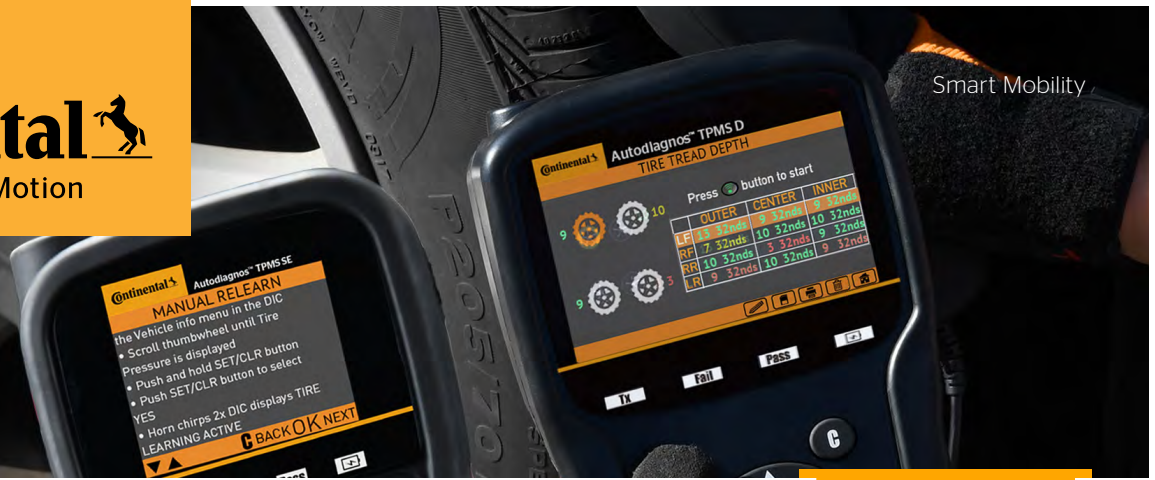 tal
Motion
Smart Mobility
Continental
Autodiagnos™ TPMS SE
MANUAL RELEARN
the Vehicle info menu in the DIC
• Scroll thumbwheel until Tire
Pressure is displayed
• Push and hold SET/CLR button
• Push SET/CLR button to select
YES
• Horn chirps 2x DIC displays TIRE
LEARNING ACTIVE
C BACK OK NEXT
Continental
Autodiagnos™ TPMS D
TIRE TREAD DEPTH
Press button to start
9 10
9 3
OUTER CENTER INNER
LF 13 32nds 9 32nds 9 32nds
RF 7 32nds 10 32nds 10 32nds
RR 10 32nds 3 32nds 9 32nds
LR 9 32nds 10 32nds 9 32nds
Tx Fail Pass
C
P205/70